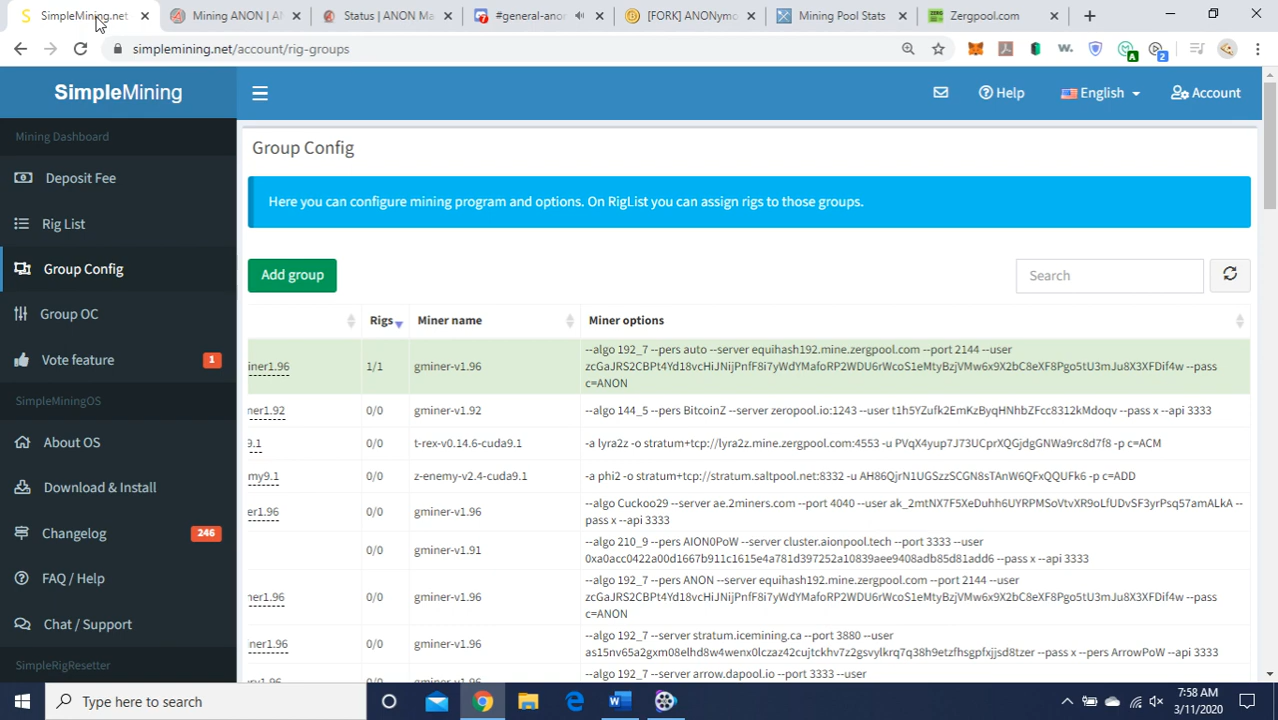 SimpleMining.net
Mining ANON | A
Status | ANON Ma
#general-anon
[FORK] ANONymo
Mining Pool Stats
Zergpool.com
simplemining.net/account/rig-groups
A
2
SimpleMining
Help
English
Account
Mining Dashboard
Deposit Fee
Rig List
Group Config
Group OC
Vote feature
1
SimpleMiningOS
About OS
Download & Install
Changelog
246
FAQ / Help
Chat / Support
SimpleRigResetter
Group Config
Here you can configure mining program and options. On RigList you can assign rigs to those groups.
Add group
Search
Rigs Miner name Miner options
iner1.96 1/1 gminer-v1.96 --algo 192_7 --pers auto --server equihash192.mine.zergpool.com --port 2144 --user
zcGaJRS2CBPt4Yd18vcHiJNijPnfF8i7yWdYMafoRP2WDU6rWcoS1eMtyBzjVMw6x9X2bC8eXF8Pgo5tU3mJu8X3XFDif4w --pass
c=ANON
ner1.92 0/0 gminer-v1.92 --algo 144_5 --pers BitcoinZ --server zeropool.io:1243 --user t1h5YZufk2EmKzByqHNhbZFcc8312kMdoqv --pass x --api 3333
9.1 0/0 t-rex-v0.14.6-cuda9.1 -a lyra2z -o stratum+tcp://lyra2z.mine.zergpool.com:4553 -u PVqX4yup7J73UCprXQGjdgGNWa9rc8d7f8 -p c=ACM
my9.1 0/0 z-enemy-v2.4-cuda9.1 -a phi2 -o stratum+tcp://stratum.saltpool.net:8332 -u AH86QjrN1UGSzzSCGN8sTAnW6QFxQQUFk6 -p c=ADD
er1.96 0/0 gminer-v1.96 --algo Cuckoo29 --server ae.2miners.com --port 4040 --user ak_2mtNX7F5XeDuhh6UYRPMSoVtvXR9oLfUDvSF3yrPsq57amALkA --
pass x --api 3333
0/0 gminer-v1.91 --algo 210_9 --pers AION0PoW --server cluster.aionpool.tech --port 3333 --user
0xa0acc0422a00d1667b911c1615e4a781d397252a10839aee9408adb85d81add6 --pass x --api 3333
ner1.96 0/0 gminer-v1.96 --algo 192_7 --pers ANON --server equihash192.mine.zergpool.com --port 2144 --user
zcGaJRS2CBPt4Yd18vcHiJNijPnfF8i7yWdYMafoRP2WDU6rWcoS1eMtyBzjVMw6x9X2bC8eXF8Pgo5tU3mJu8X3XFDif4w --pass
c=ANON
ner1.96 0/0 gminer-v1.96 --algo 192_7 --server stratum.icemining.ca --port 3880 --user
as15nv65a2gxm08elhd8w4wenx0lczaz42cujtckhv7z2gsvylkrq7q38h9etzfhsgpfxjjsd8tzer --pass x --pers ArrowPoW --api 3333
--algo 192_7 --server arrow.dapool.io --port 3333 --user
Type here to search
7:58 AM
3/11/2020